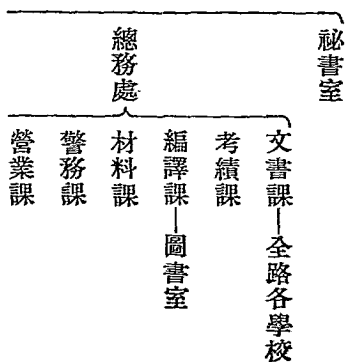 祕書室
總務處
文書課—全路各學校
考績課
編譯課—圖書室
材料課
警務課
營業課